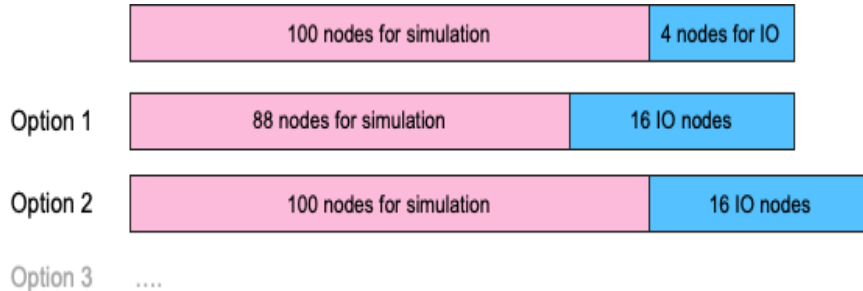 100 nodes for simulation 4 nodes for IO
Option 1 88 nodes for simulation 16 IO nodes
Option 2 100 nodes for simulation 16 IO nodes
Option 3 ....